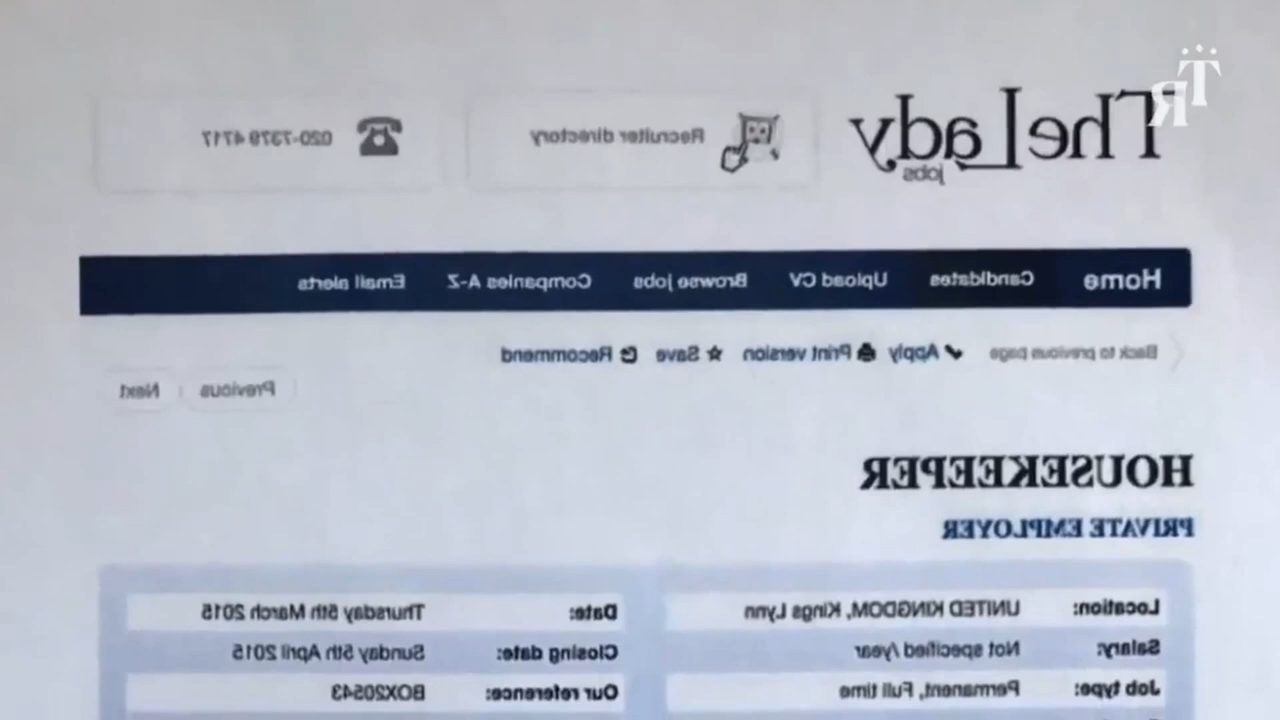 RT
The Lady
jobs
Recruiter directory
020-7379 4717
Home Candidates Upload CV Browse jobs Companies A-Z Email alerts
Back to previous page Apply Print version Save Recommend
Previous Next
HOUSEKEEPER
PRIVATE EMPLOYER
Location: UNITED KINGDOM, Kings Lynn Date: Thursday 5th March 2015
Salary: Not specified /year Closing date: Sunday 5th April 2015
Job type: Permanent, Full time Our reference: BOX20543